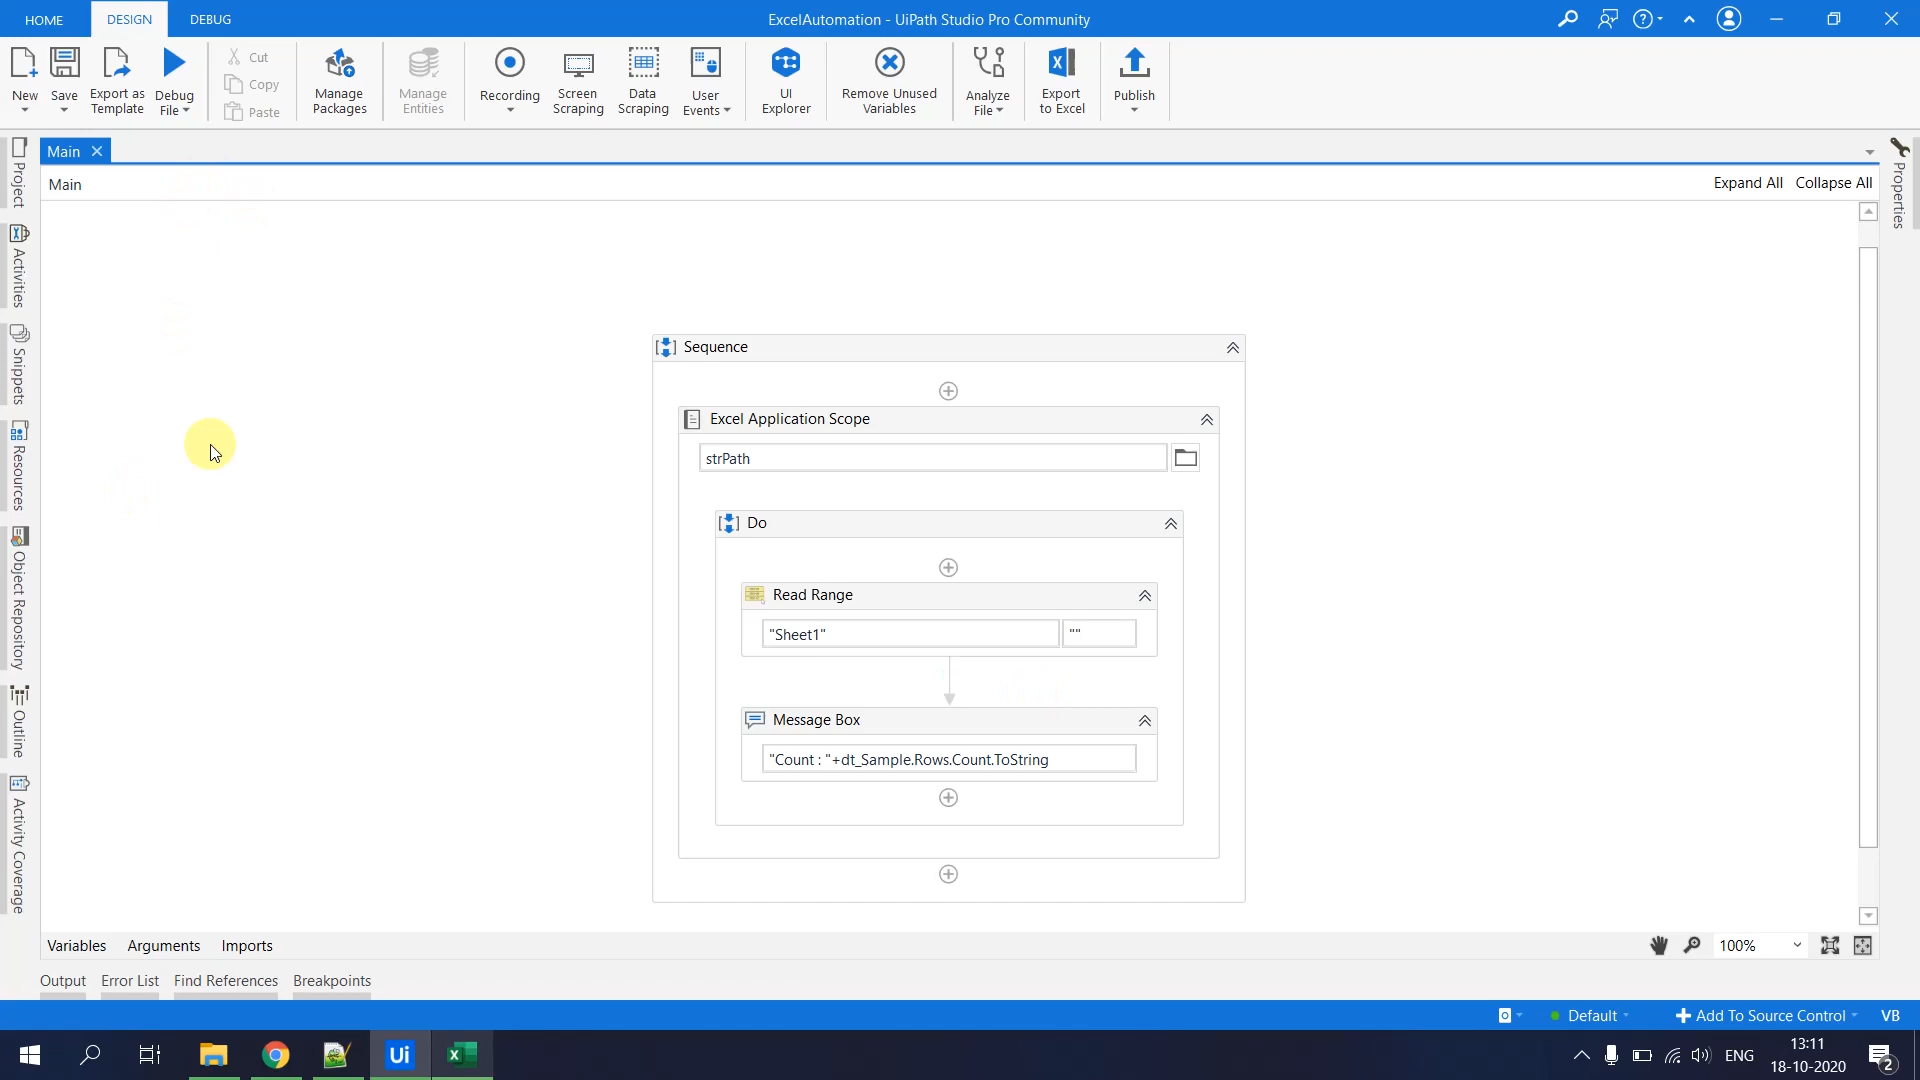 HOME
DESIGN
DEBUG
ExcelAutomation - UiPath Studio Pro Community
New
Save
Export as
Template
Debug
File
Cut
Copy
Paste
Manage
Packages
Manage
Entities
Recording
Screen
Scraping
Data
Scraping
User
Events
UI
Explorer
Remove Unused
Variables
Analyze
File
Export
to Excel
Publish
Main
Main
Expand All
Collapse All
Project
Activities
Snippets
Resources
Object Repository
Outline
Activity Coverage
Properties
Sequence
Excel Application Scope
strPath
Do
Read Range
"Sheet1"
""
Message Box
"Count : "+dt_Sample.Rows.Count.ToString
Variables
Arguments
Imports
100%
Output
Error List
Find References
Breakpoints
Default
Add To Source Control
VB
Ui
ENG
13:11
18-10-2020
2